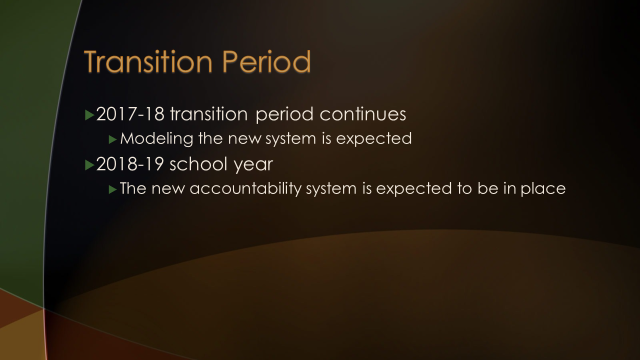 Transition Period
2017-18 transition period continues
Modeling the new system is expected
2018-19 school year
The new accountability system is expected to be in place